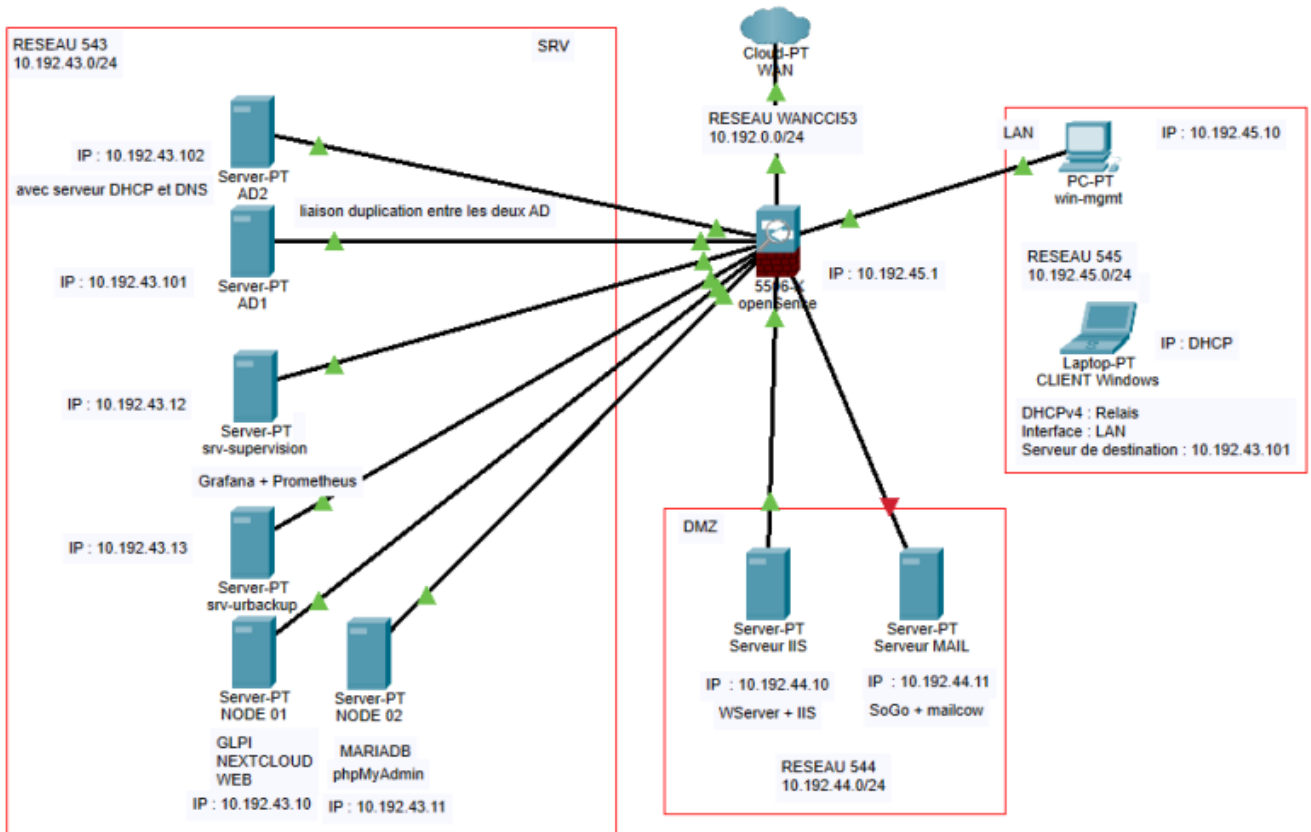 RESEAU 543
10.192.43.0/24
SRV
IP : 10.192.43.102
Server-PT
AD2
avec serveur DHCP et DNS
liaison duplication entre les deux AD
IP : 10.192.43.101
Server-PT
AD1
IP : 10.192.43.12
Server-PT
srv-supervision
Grafana + Prometheus
IP : 10.192.43.13
Server-PT
srv-urbackup
Server-PT
NODE 01
GLPI
NEXTCLOUD
WEB
IP : 10.192.43.10
Server-PT
NODE 02
MARIADB
phpMyAdmin
IP : 10.192.43.11
Cloud-PT
WAN
RESEAU WANCCI53
10.192.0.0/24
5506-X
openSence
IP : 10.192.45.1
LAN
IP : 10.192.45.10
PC-PT
win-mgmt
RESEAU 545
10.192.45.0/24
IP : DHCP
Laptop-PT
CLIENT Windows
DHCPv4 : Relais
Interface : LAN
Serveur de destination : 10.192.43.101
DMZ
Server-PT
Serveur IIS
IP : 10.192.44.10
WServer + IIS
Server-PT
Serveur MAIL
IP : 10.192.44.11
SoGo + mailcow
RESEAU 544
10.192.44.0/24